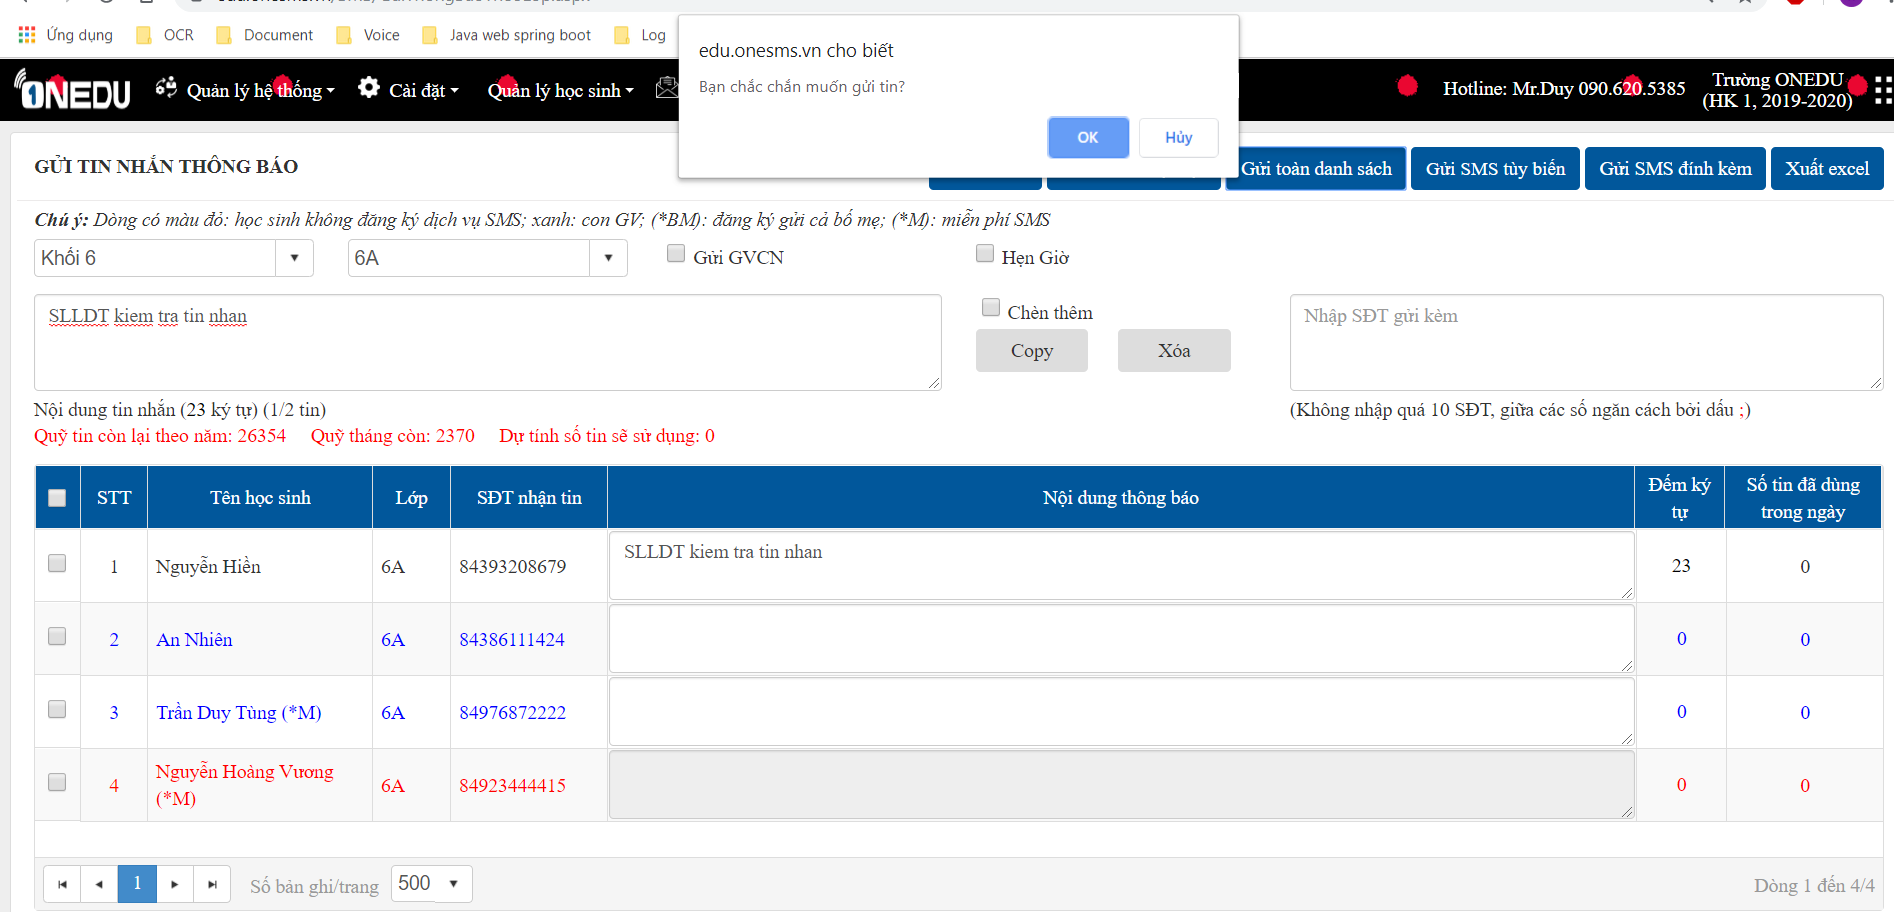 Ứng dụng OCR Document Voice Java web spring boot Log
edu.onesms.vn cho biết
Bạn chắc chắn muốn gửi tin?
OK Hủy
1ONEDU Quản lý hệ thống Cài đặt Quản lý học sinh Hotline: Mr.Duy 090.620.5385 Trường ONEDU
(HK 1, 2019-2020)
GỬI TIN NHẮN THÔNG BÁO Gửi toàn danh sách Gửi SMS tùy biến Gửi SMS đính kèm Xuất excel
Chú ý: Dòng có màu đỏ: học sinh không đăng ký dịch vụ SMS; xanh: con GV; (*BM): đăng ký gửi cả bố mẹ; (*M): miễn phí SMS
Khối 6 6A Gửi GVCN Hẹn Giờ
SLLDT kiem tra tin nhan Chèn thêm Nhập SĐT gửi kèm
Copy Xóa
Nội dung tin nhắn (23 ký tự) (1/2 tin) (Không nhập quá 10 SĐT, giữa các số ngăn cách bởi dấu ;)
Quỹ tin còn lại theo năm: 26354 Quỹ tháng còn: 2370 Dự tính số tin sẽ sử dụng: 0
STT Tên học sinh Lớp SĐT nhận tin Nội dung thông báo Đếm ký tự Số tin đã dùng trong ngày
1 Nguyễn Hiền 6A 84393208679 SLLDT kiem tra tin nhan 23 0
2 An Nhiên 6A 84386111424 0 0
3 Trần Duy Tùng (*M) 6A 84976872222 0 0
4 Nguyễn Hoàng Vương (*M) 6A 84923444415 0 0
1 Số bản ghi/trang 500 Dòng 1 đến 4/4